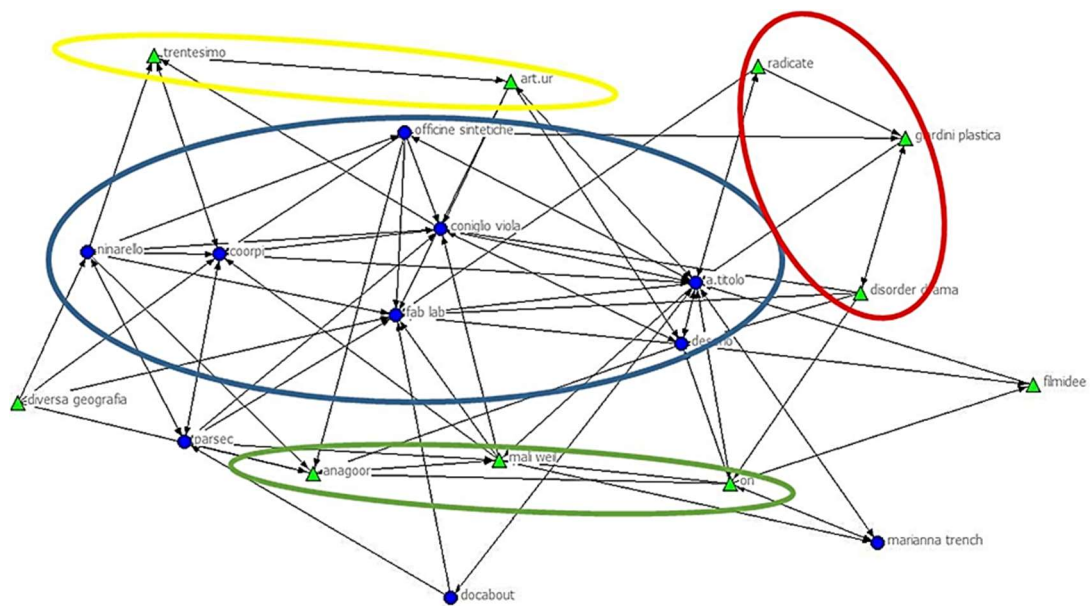 trentesimo
radicate
art.ur
officine sintetiche
giardini plastica
coniglio viola
ninarello
coorpi
a.titolo
disorder drama
fab lab
filmidee
diversa geografia
parsec
mali weil
anagoor
on
marianna trench
docabout